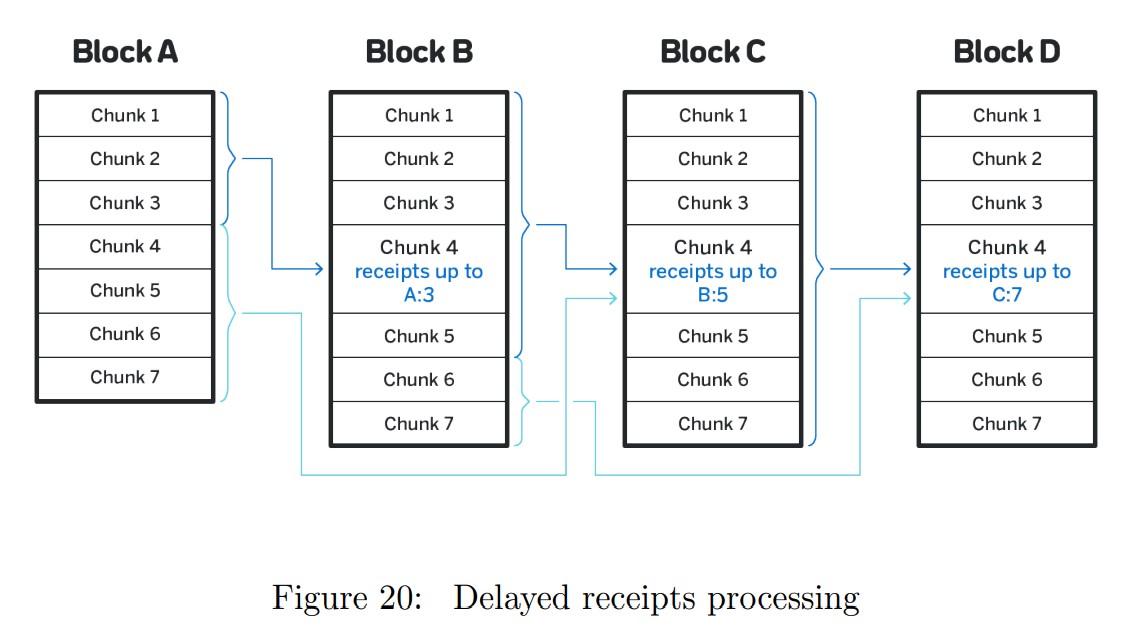 Block A
Chunk 1
Chunk 2
Chunk 3
Chunk 4
Chunk 5
Chunk 6
Chunk 7
Block B
Chunk 1
Chunk 2
Chunk 3
Chunk 4
receipts up to
A:3
Chunk 5
Chunk 6
Chunk 7
Block C
Chunk 1
Chunk 2
Chunk 3
Chunk 4
receipts up to
B:5
Chunk 5
Chunk 6
Chunk 7
Block D
Chunk 1
Chunk 2
Chunk 3
Chunk 4
receipts up to
C:7
Chunk 5
Chunk 6
Chunk 7
Figure 20: Delayed receipts processing